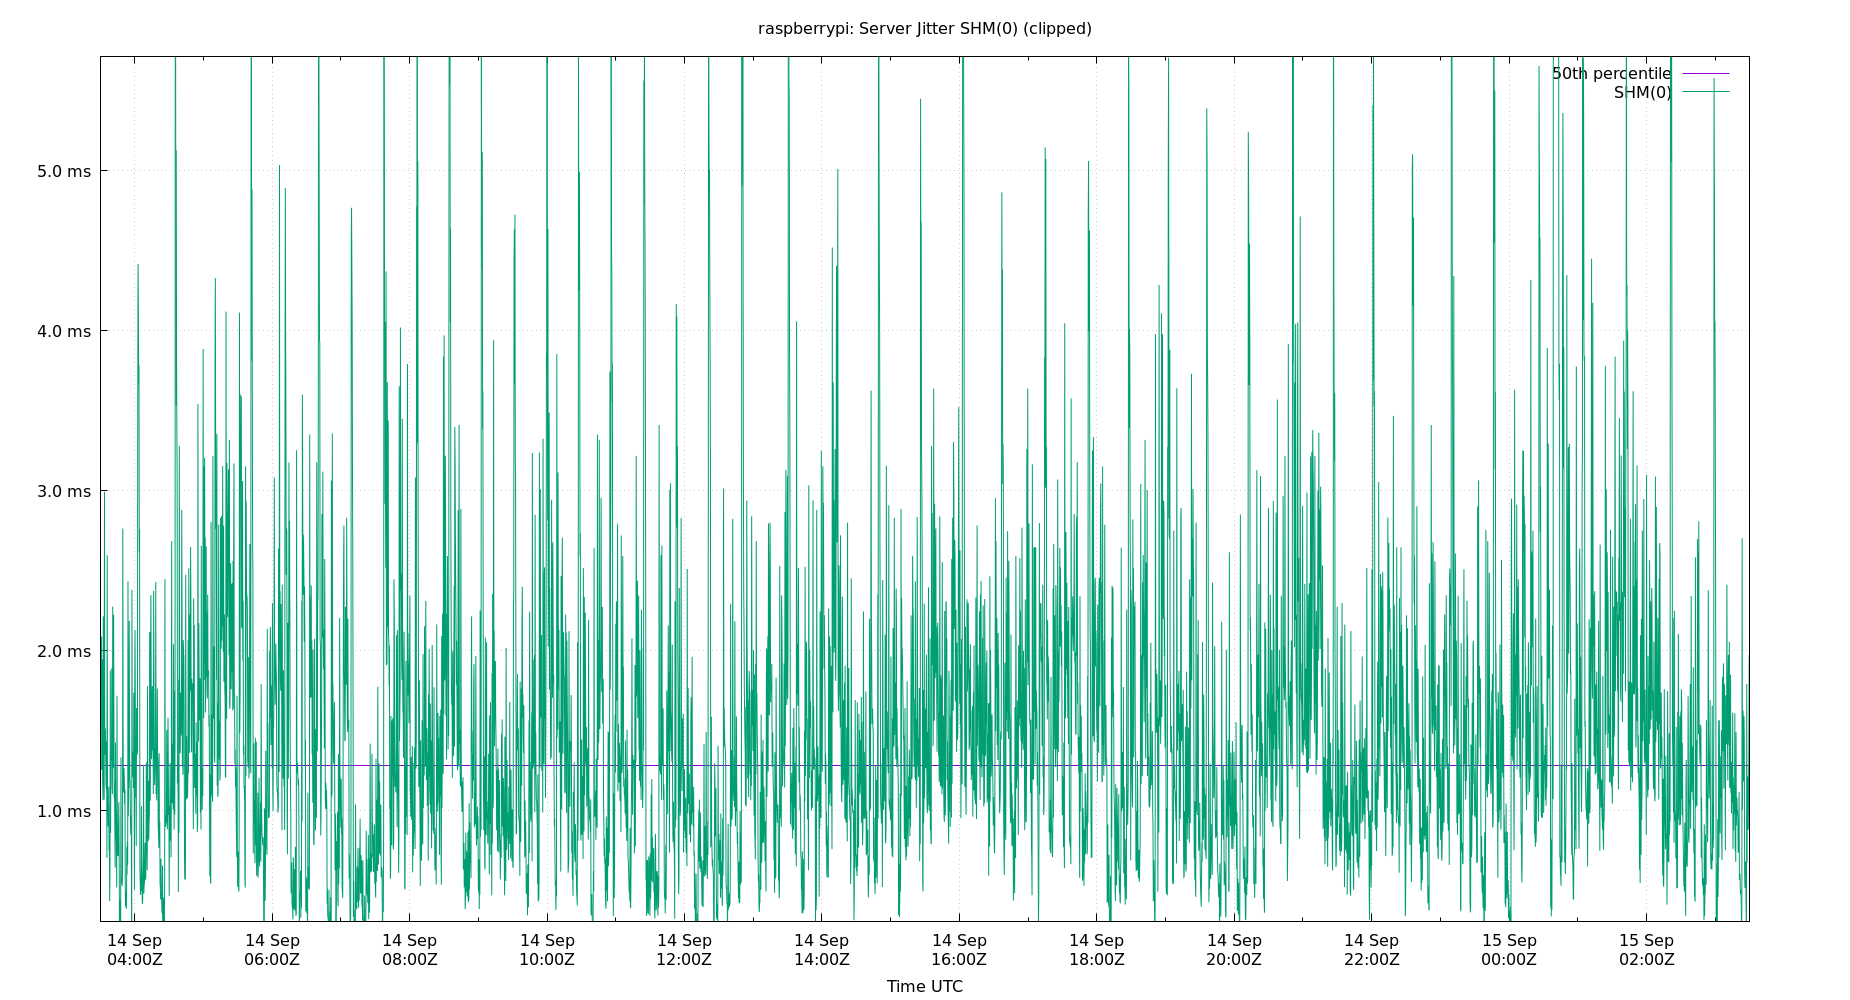 raspberrypi: Server Jitter SHM(0) (clipped)
50th percentile
SHM(0)
5.0 ms
4.0 ms
3.0 ms
2.0 ms
1.0 ms
14 Sep 14 Sep 14 Sep 14 Sep 14 Sep 14 Sep 14 Sep 14 Sep 14 Sep 14 Sep 15 Sep 15 Sep
04:00Z 06:00Z 08:00Z 10:00Z 12:00Z 14:00Z 16:00Z 18:00Z 20:00Z 22:00Z 00:00Z 02:00Z
Time UTC